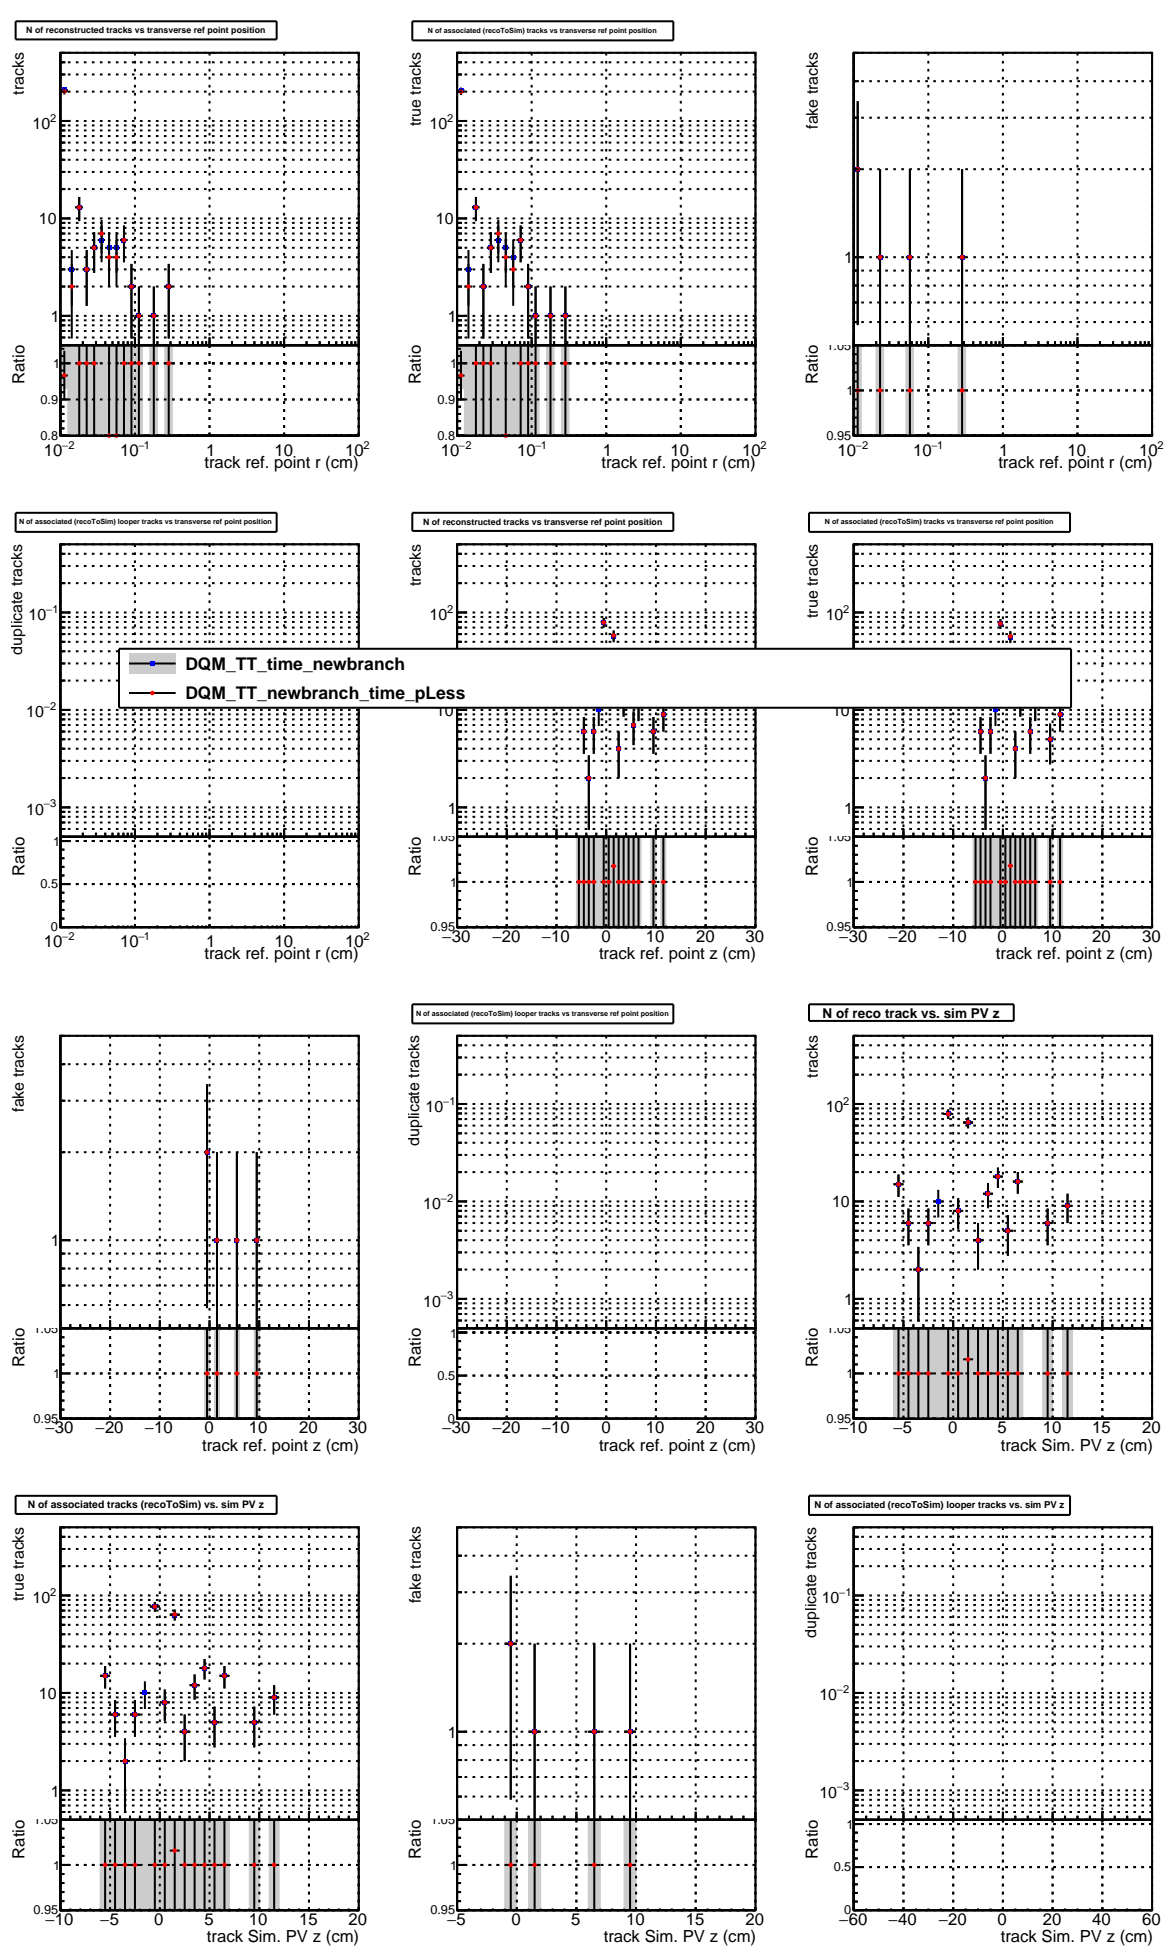 N of reconstructed tracks vs transverse ref point position
tracks
10²
10
1
Ratio
1
0.9
0.8
10⁻² 10⁻¹ 1 10 10²
track ref. point r (cm)
N of associated (recoToSim) tracks vs transverse ref point position
true tracks
10²
10
1
Ratio
1
0.9
0.8
10⁻² 10⁻¹ 1 10 10²
track ref. point r (cm)
fake tracks
1
Ratio
1.05
1
0.95
10⁻² 10⁻¹ 1 10 10²
track ref. point r (cm)
N of associated (recoToSim) looper tracks vs transverse ref point position
duplicate tracks
10⁻¹
10⁻²
10⁻³
Ratio
1
0.5
0
10⁻² 10⁻¹ 1 10 10²
track ref. point r (cm)
N of reconstructed tracks vs transverse ref point position
tracks
10²
10
1
Ratio
1.05
1
0.95
−30 −20 −10 0 10 20 30
track ref. point z (cm)
N of associated (recoToSim) tracks vs transverse ref point position
true tracks
10²
10
1
Ratio
1.05
1
0.95
−30 −20 −10 0 10 20 30
track ref. point z (cm)
DQM_TT_time_newbranch
DQM_TT_newbranch_time_pLess
fake tracks
1
Ratio
1.05
1
0.95
−30 −20 −10 0 10 20 30
track ref. point z (cm)
N of associated (recoToSim) looper tracks vs transverse ref point position
duplicate tracks
10⁻¹
10⁻²
10⁻³
Ratio
1
0.5
0
−30 −20 −10 0 10 20 30
track ref. point z (cm)
N of reco track vs. sim PV z
tracks
10²
10
1
Ratio
1.05
1
0.95
−10 −5 0 5 10 15 20
track Sim. PV z (cm)
N of associated tracks (recoToSim) vs. sim PV z
true tracks
10²
10
1
Ratio
1.05
1
0.95
−10 −5 0 5 10 15 20
track Sim. PV z (cm)
fake tracks
1
Ratio
1.05
1
0.95
−5 0 5 10 15 20
track Sim. PV z (cm)
N of associated (recoToSim) looper tracks vs. sim PV z
duplicate tracks
10⁻¹
10⁻²
10⁻³
Ratio
1
0.5
0
−60 −40 −20 0 20 40 60
track Sim. PV z (cm)